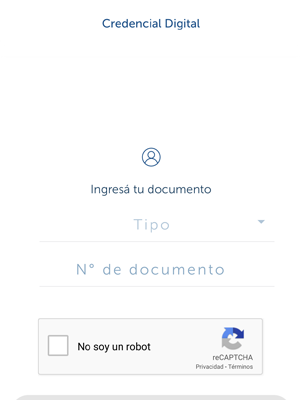 Credencial Digital
Ingresá tu documento
Tipo
N° de documento
No soy un robot
reCAPTCHA
Privacidad - Términos